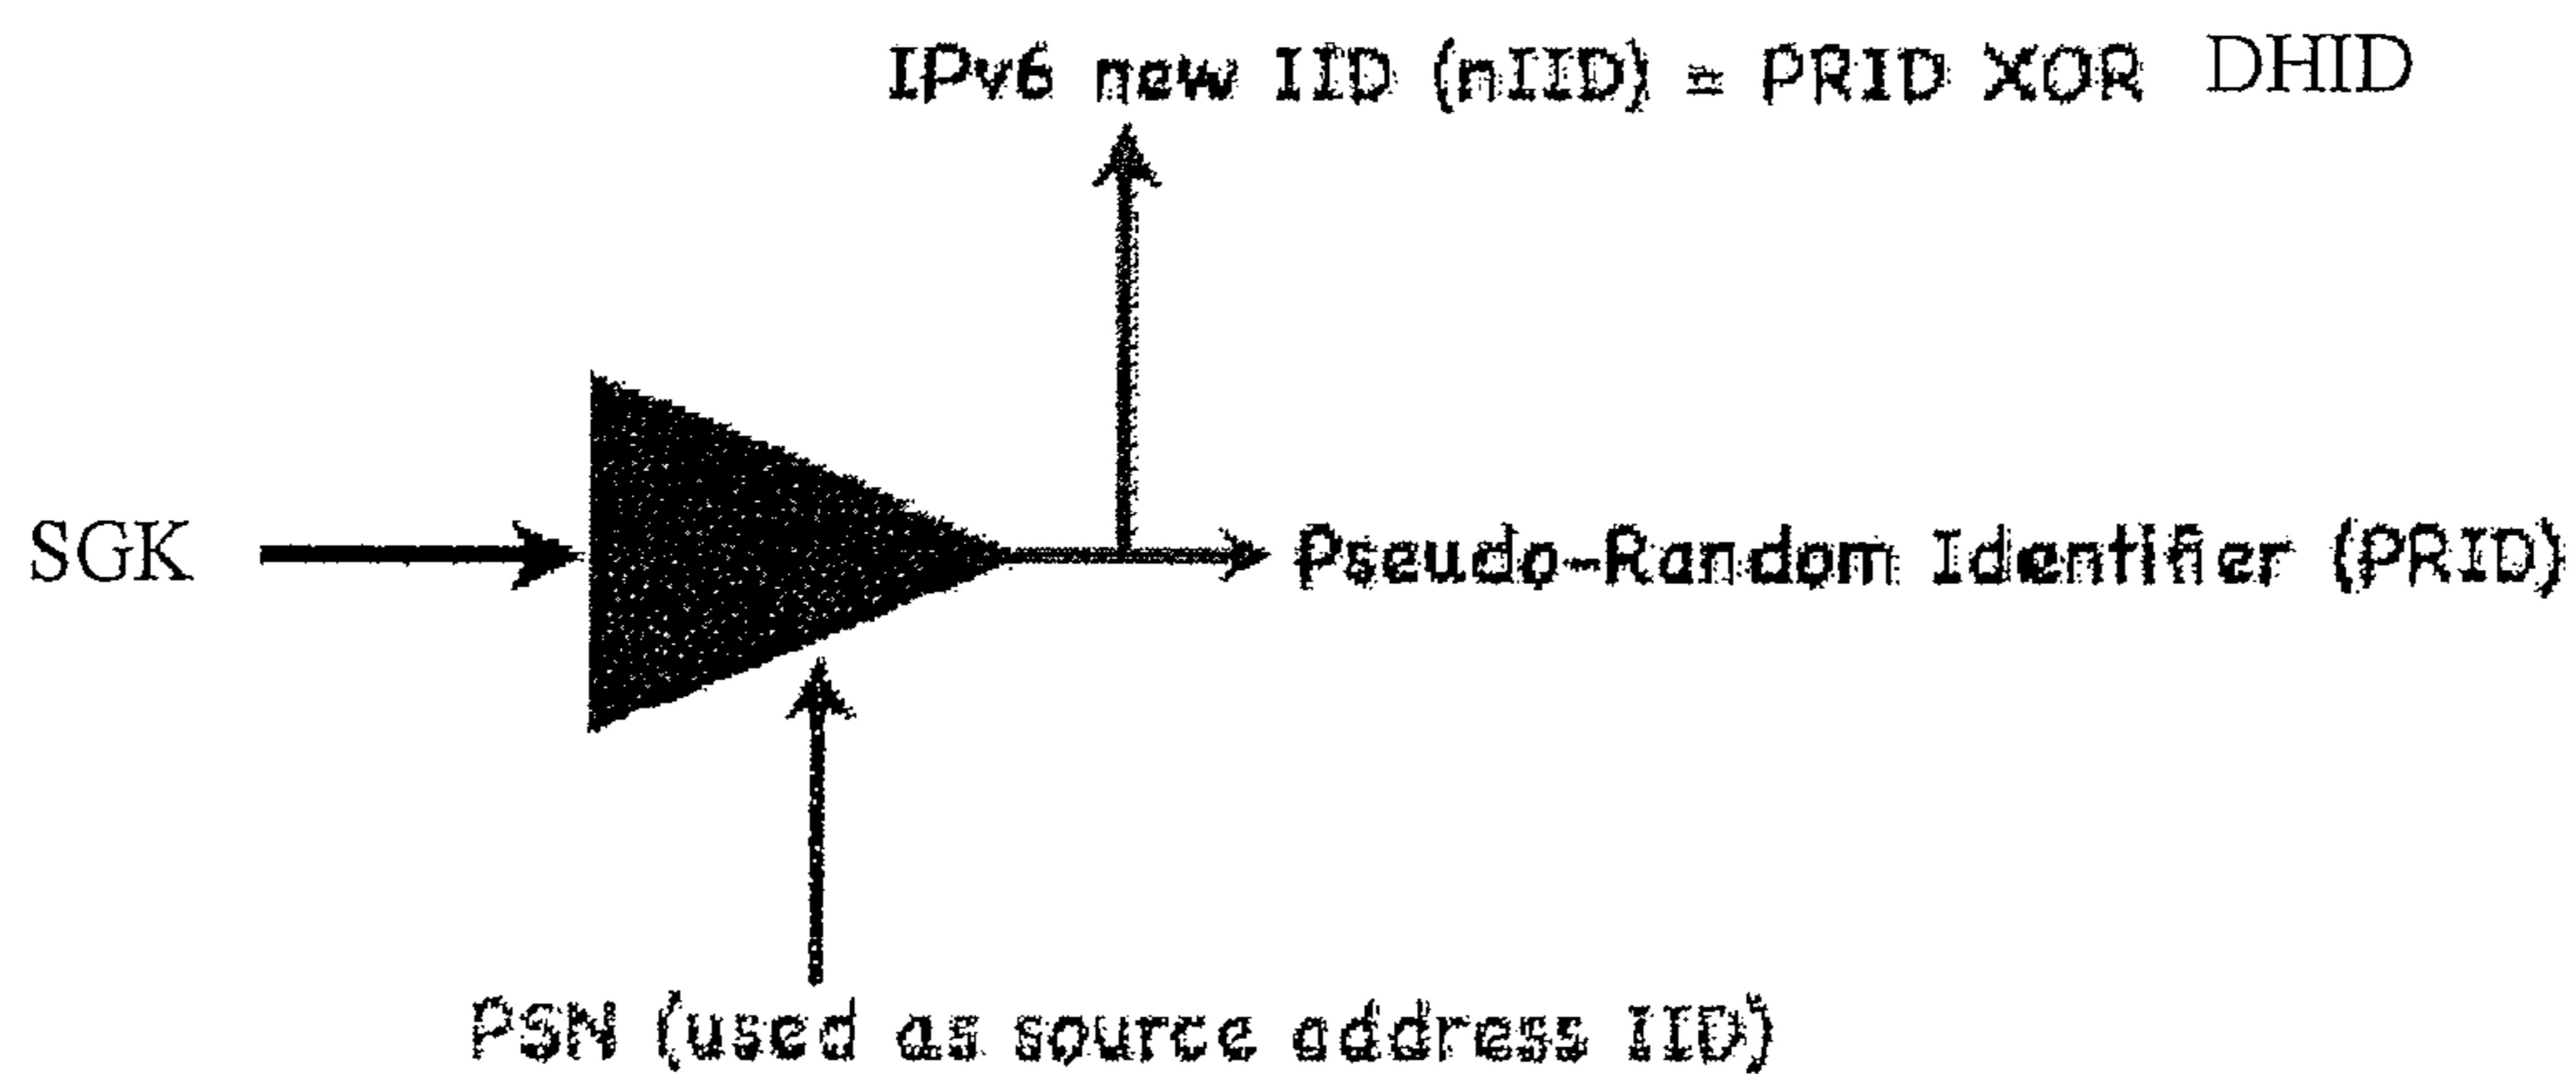 IPv6 new IID (nIID) = PRID XOR DHID
SGK
Pseudo-Random Identifier (PRID)
PSN (used as source address IID)